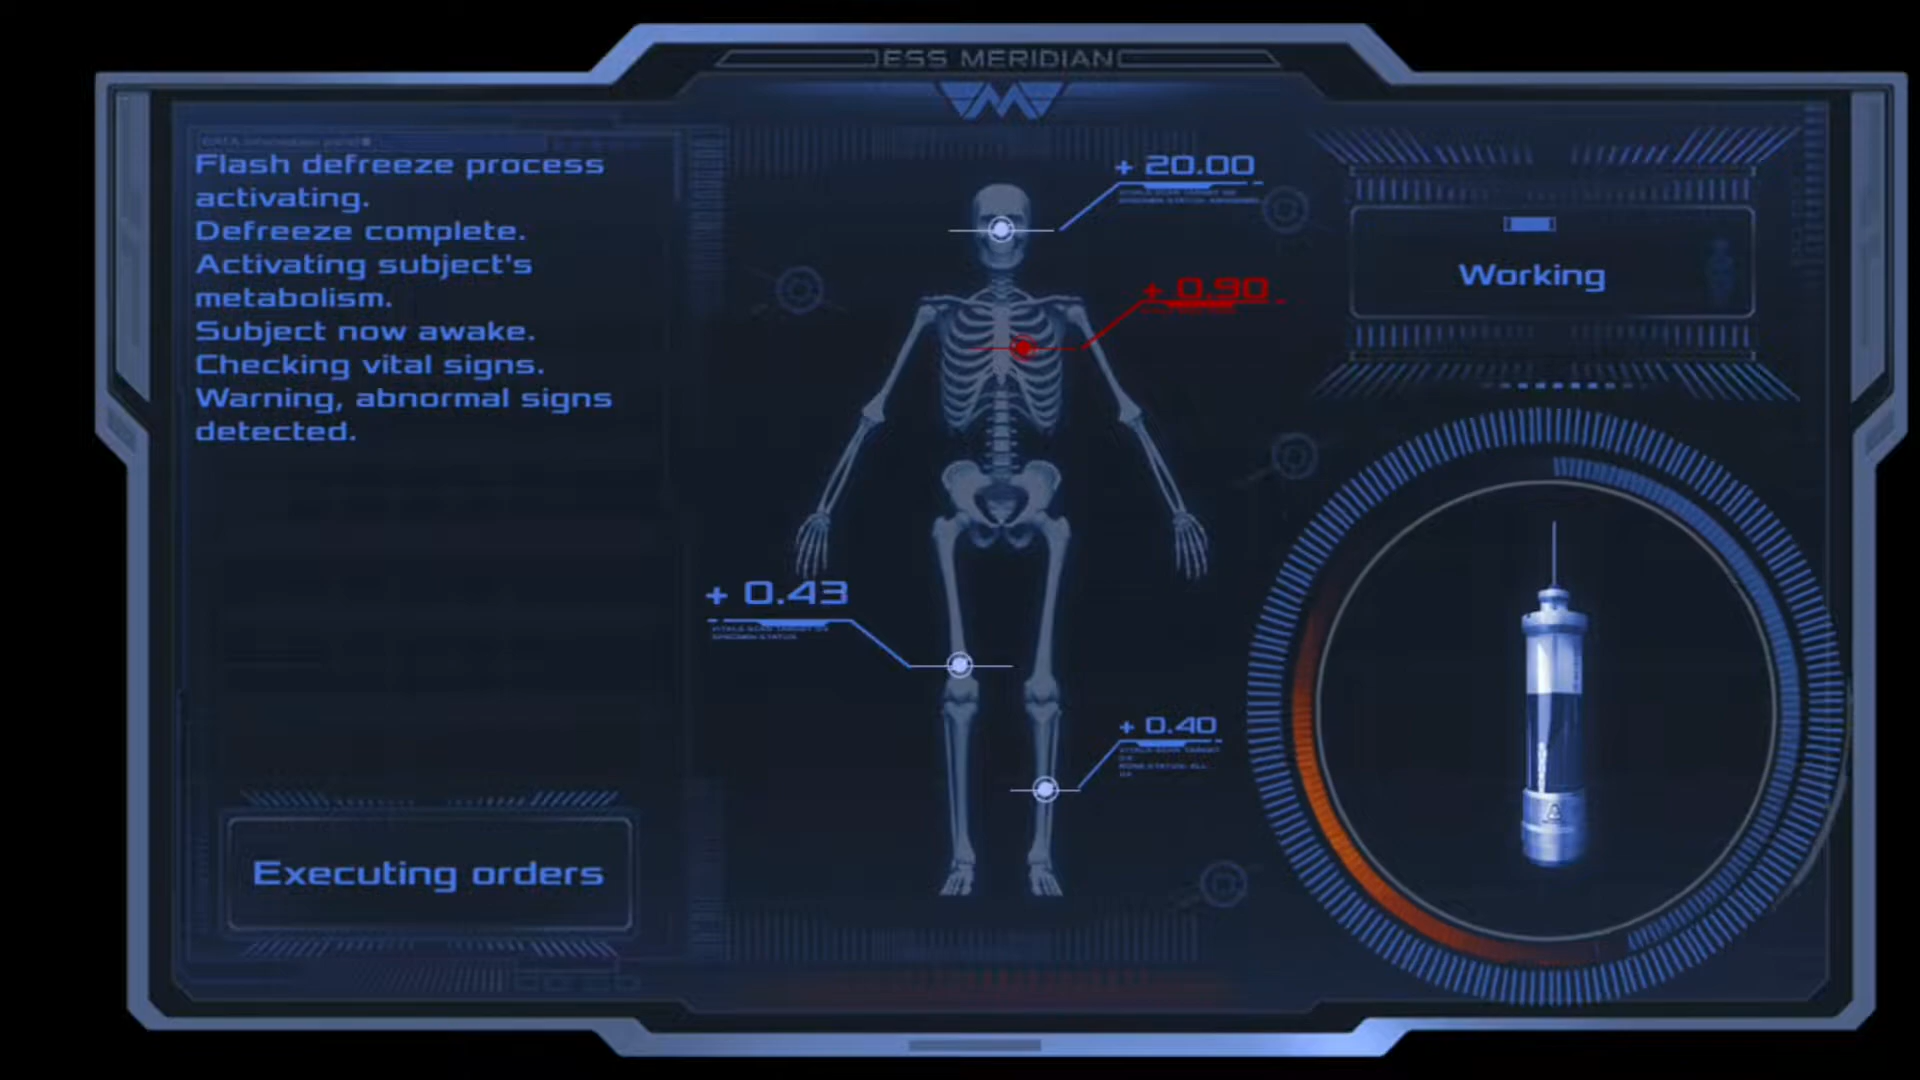 ESS MERIDIAN
Flash defreeze process
activating.
Defreeze complete.
Activating subject's
metabolism.
Subject now awake.
Checking vital signs.
Warning, abnormal signs
detected.
Executing orders
+ 20.00
+ 0.90
+ 0.43
+ 0.40
Working